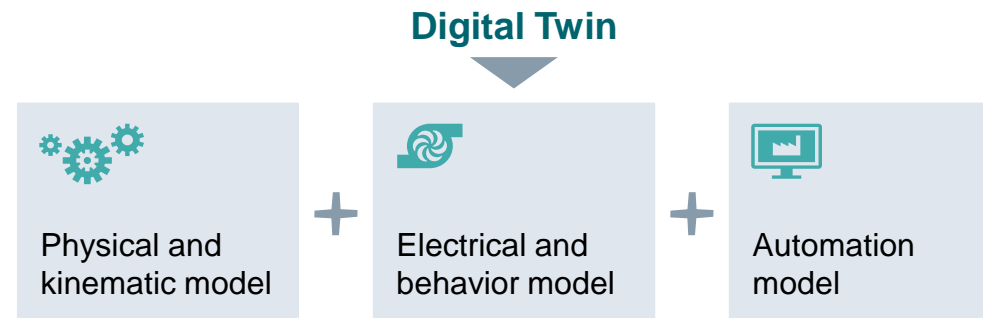 Digital Twin
Physical and
kinematic model
Electrical and
behavior model
Automation
model